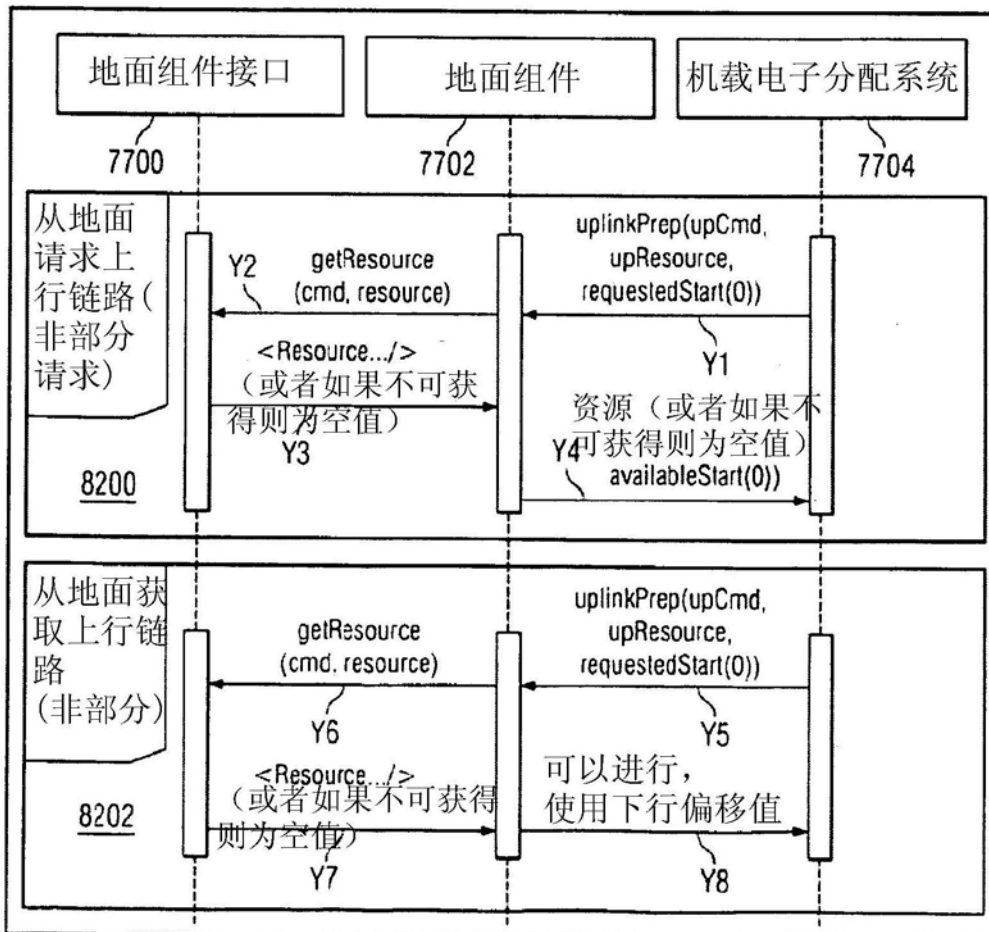 地面组件接口
地面组件
机载电子分配系统
7700
7702
7704
从地面
请求上
行链路(
非部分
请求)
8200
uplinkPrep(upCmd,
upResource,
requestedStart(0))
Y1
getResource
(cmd, resource)
Y2
<Resource.../>
(或者如果不可获
得则为空值)
Y3
资源(或者如果不
可获得则为空值)
availableStart(0))
Y4
从地面获
取上行链
路
(非部分)
8202
uplinkPrep(upCmd,
upResource,
requestedStart(0))
Y5
getResource
(cmd. resource)
Y6
<Resource.../>
(或者如果不可获得
则为空值)
Y7
可以进行,
使用下行偏移值
Y8